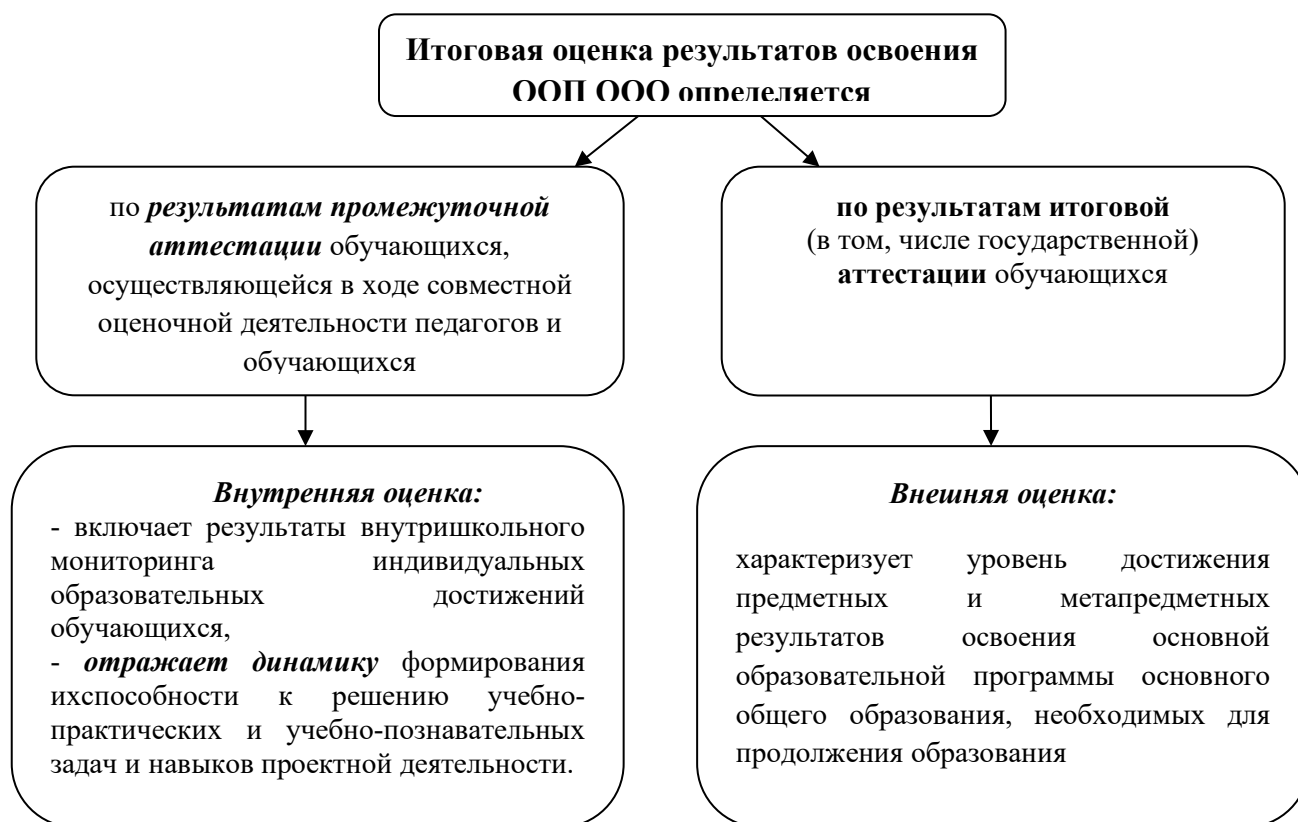 Итоговая оценка результатов освоения
ООП ООО определяется
по результатам промежуточной
аттестации обучающихся,
осуществляющейся в ходе совместной
оценочной деятельности педагогов и
обучающихся
по результатам итоговой
(в том, числе государственной)
аттестации обучающихся
Внутренняя оценка:
- включает результаты внутришкольного
мониторинга индивидуальных
образовательных достижений
обучающихся,
- отражает динамику формирования
ихспособности к решению учебно-
практических и учебно-познавательных
задач и навыков проектной деятельности.
Внешняя оценка:
характеризует уровень достижения
предметных и метапредметных
результатов освоения основной
образовательной программы основного
общего образования, необходимых для
продолжения образования